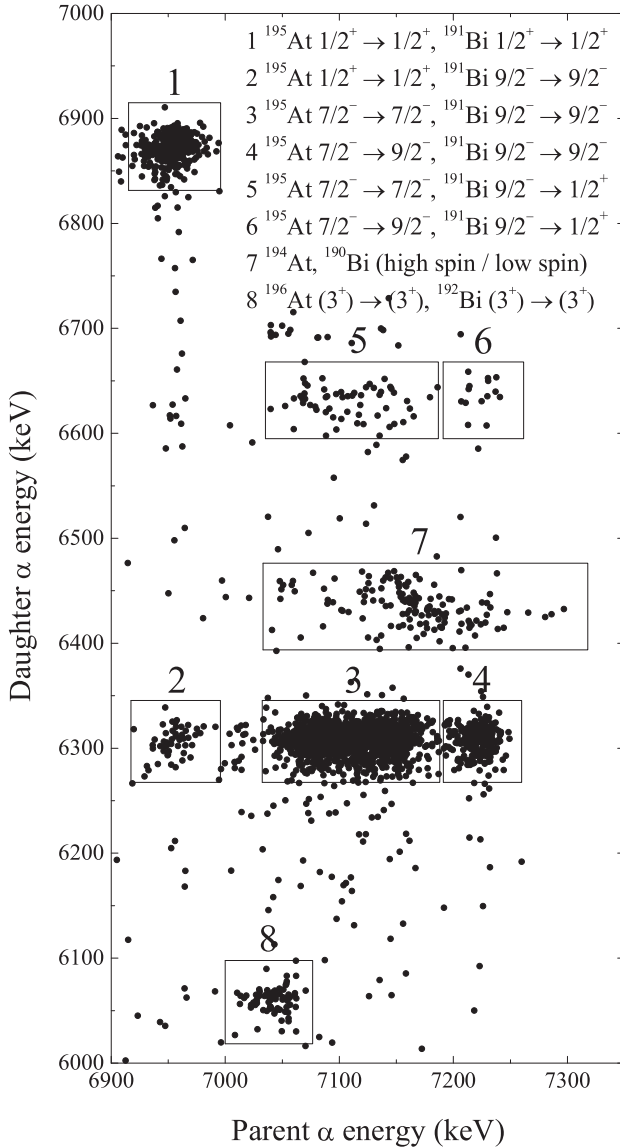 7000
6900
6800
6700
6600
6500
6400
6300
6200
6100
6000
6900
7000
7100
7200
7300
Daughter α energy (keV)
Parent α energy (keV)
1 ¹⁹⁵At 1/2⁺ → 1/2⁺, ¹⁹¹Bi 1/2⁺ → 1/2⁺
2 ¹⁹⁵At 1/2⁺ → 1/2⁺, ¹⁹¹Bi 9/2⁻ → 9/2⁻
3 ¹⁹⁵At 7/2⁻ → 7/2⁻, ¹⁹¹Bi 9/2⁻ → 9/2⁻
4 ¹⁹⁵At 7/2⁻ → 9/2⁻, ¹⁹¹Bi 9/2⁻ → 9/2⁻
5 ¹⁹⁵At 7/2⁻ → 7/2⁻, ¹⁹¹Bi 9/2⁻ → 1/2⁺
6 ¹⁹⁵At 7/2⁻ → 9/2⁻, ¹⁹¹Bi 9/2⁻ → 1/2⁺
7 ¹⁹⁴At, ¹⁹⁰Bi (high spin / low spin)
8 ¹⁹⁶At (3⁺) → (3⁺), ¹⁹²Bi (3⁺) → (3⁺)
1
5
6
7
2
3
4
8